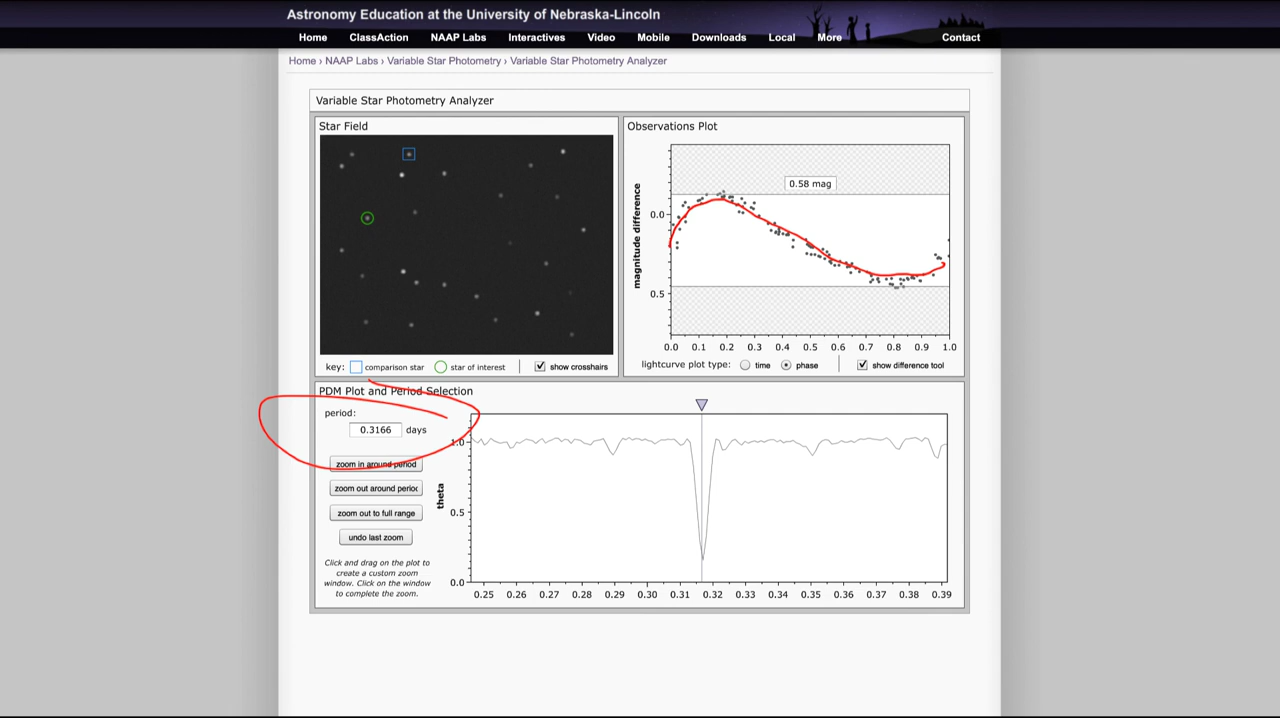 Astronomy Education at the University of Nebraska-Lincoln
Home ClassAction NAAP Labs Interactives Video Mobile Downloads Local More Contact
Home › NAAP Labs › Variable Star Photometry › Variable Star Photometry Analyzer
Variable Star Photometry Analyzer
Star Field
key: comparison star star of interest show crosshairs
Observations Plot
0.58 mag
magnitude difference
0.0
0.5
0.0 0.1 0.2 0.3 0.4 0.5 0.6 0.7 0.8 0.9 1.0
lightcurve plot type: time phase show difference tool
PDM Plot and Period Selection
period:
0.3166 days
zoom in around period
zoom out around perioc
zoom out to full range
undo last zoom
Click and drag on the plot to
create a custom zoom
window. Click on the window
to complete the zoom.
theta
1.0
0.5
0.0
0.25 0.26 0.27 0.28 0.29 0.30 0.31 0.32 0.33 0.34 0.35 0.36 0.37 0.38 0.39